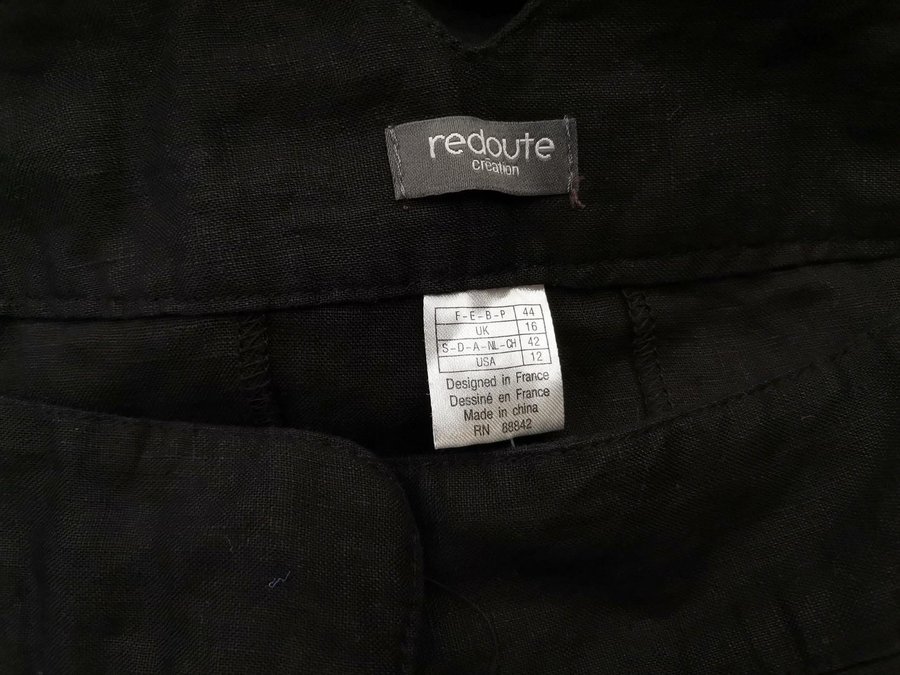 redoute
création
F-E-B-P 44
UK 16
S-D-A-NL-CH 42
USA 12
Designed in France
Dessiné en France
Made in china
RN 88842